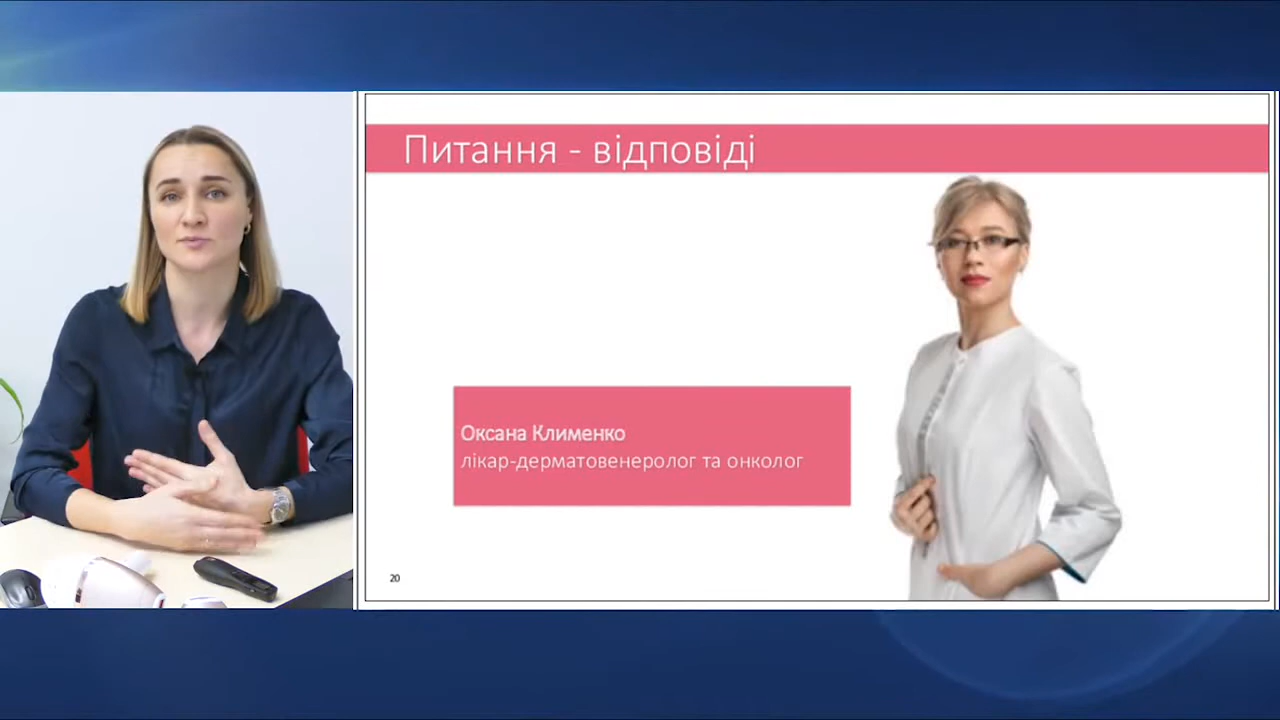 Питання - відповіді
Оксана Клименко
лікар-дерматовенеролог та онколог
20